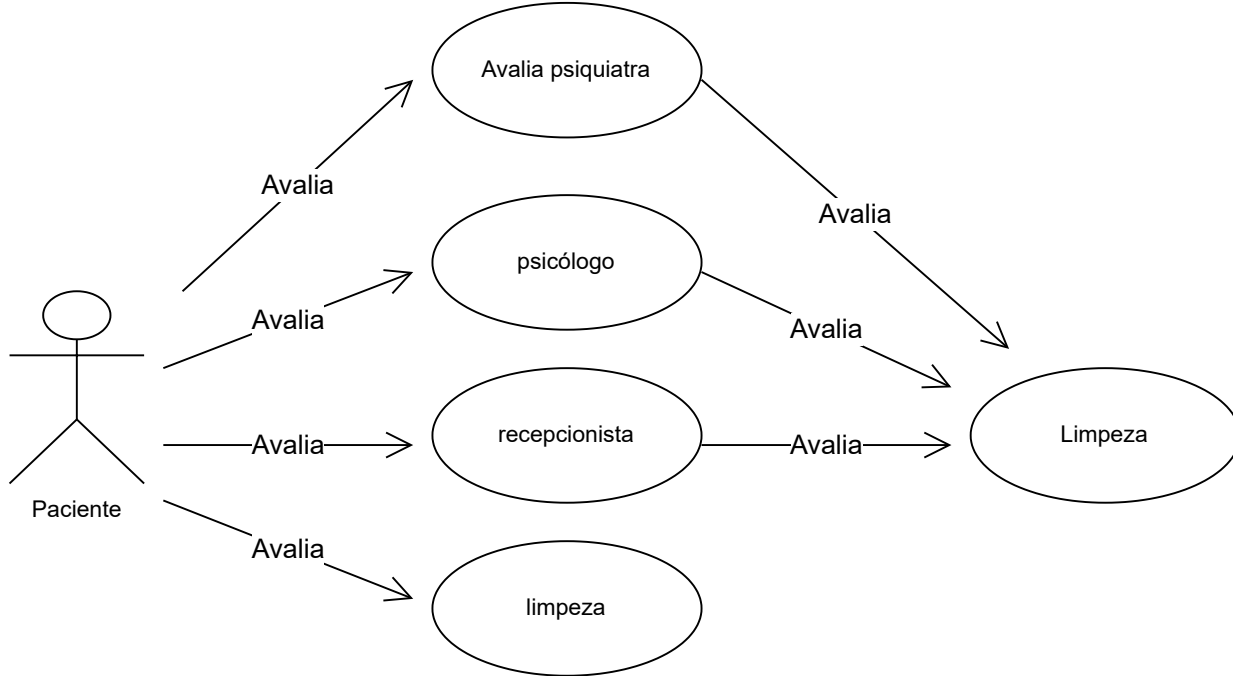 Avalia psiquiatra
Avalia
Avalia
psicólogo
Avalia
Avalia
Avalia
recepcionista
Avalia
Limpeza
Paciente
Avalia
limpeza